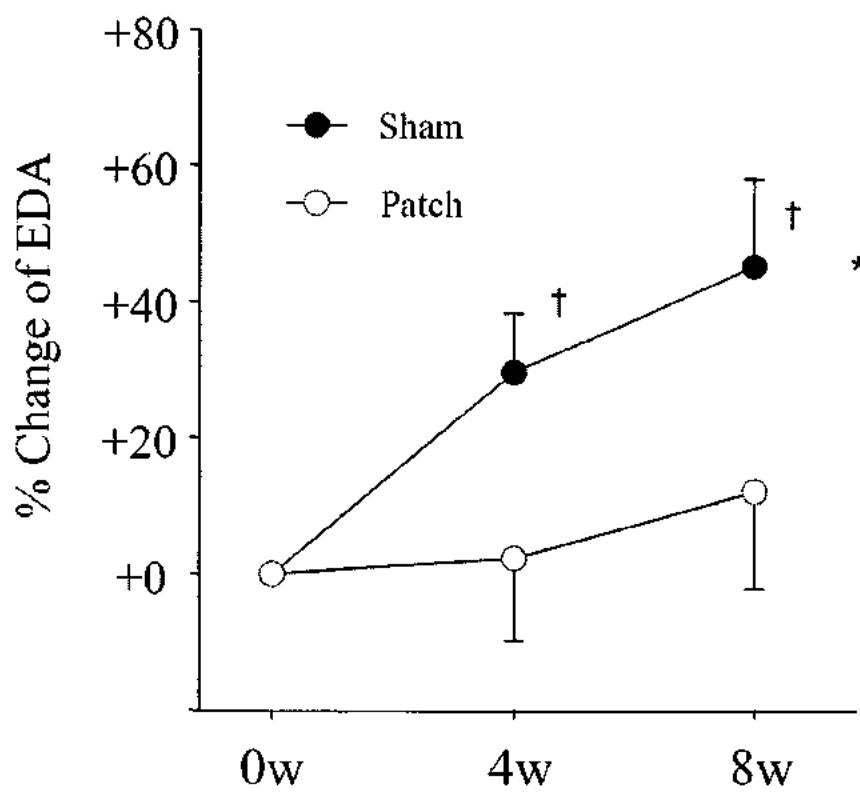 +80
Sham
+60
Patch
†
*
+40
†
+20
+0
% Change of EDA
0w 4w 8w